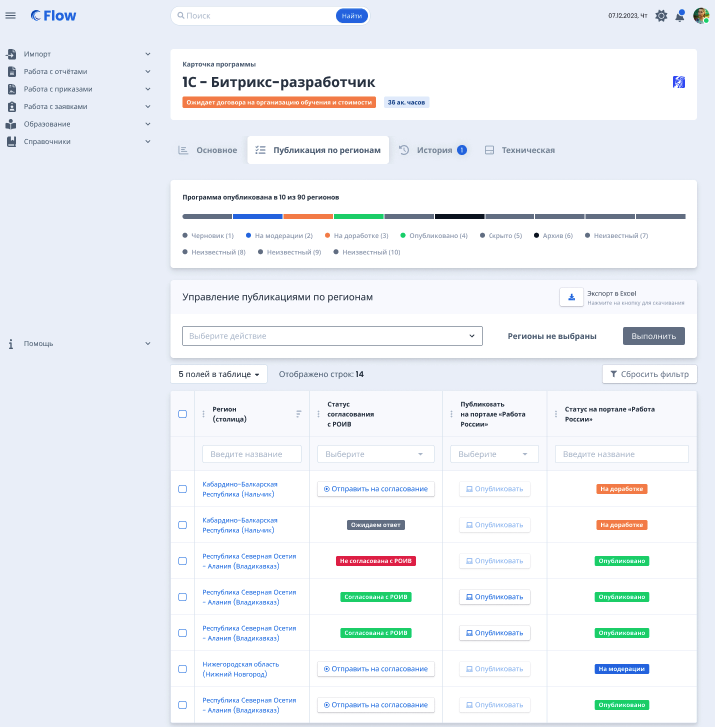 Flow
Поиск
Найти
07.12.2023, Чт
Импорт
Работа с отчётами
Работа с приказами
Работа с заявками
Образование
Справочники
Помощь
Карточка программы
1С - Битрикс-разработчик
Ожидает договора на организацию обучения и стоимости
36 ак. часов
Основное
Публикация по регионам
История
Техническая
Программа опубликована в 10 из 90 регионов
Черновик (1) На модерации (2) На доработке (3) Опубликовано (4) Скрыто (5) Архив (6) Неизвестный (7)
Неизвестный (8) Неизвестный (9) Неизвестный (10)
Управление публикациями по регионам
Экспорт в Excel
Нажмите на кнопку для скачивания
Выберите действие
Регионы не выбраны
Выполнить
5 полей в таблице
Отображено строк: 14
Сбросить фильтр
Регион
(столица)
Статус
согласования
с РОИВ
Публиковать
на портале «Работа
России»
Статус на портале «Работа
России»
Введите название
Выберите
Выберите
Введите название
Кабардино-Балкарская
Республика (Нальчик)
Отправить на согласование
Опубликовать
На доработке
Кабардино-Балкарская
Республика (Нальчик)
Ожидаем ответ
Опубликовать
На доработке
Республика Северная Осетия
- Алания (Владикавказ)
Не согласована с РОИВ
Опубликовать
Опубликовано
Республика Северная Осетия
- Алания (Владикавказ)
Согласована с РОИВ
Опубликовать
Опубликовано
Республика Северная Осетия
- Алания (Владикавказ)
Согласована с РОИВ
Опубликовать
Опубликовано
Нижегородская область
(Нижний Новгород)
Отправить на согласование
Опубликовать
На модерации
Республика Северная Осетия
- Алания (Владикавказ)
Отправить на согласование
Опубликовать
Опубликовано